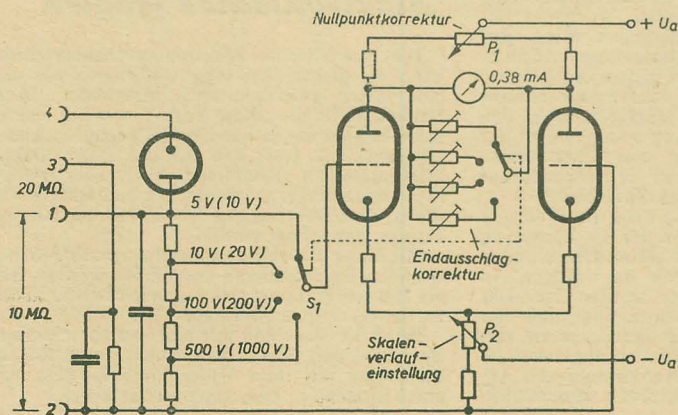 Nullpunktkorrektur
P1
+ Ua
0,38 mA
4
3
20 MΩ
1
5 V (10 V)
10 V (20 V)
100 V (200 V)
500 V (1000 V)
S1
10 MΩ
2
Endausschlag-
korrektur
P2
Skalen-
verlauf-
einstellung
– Ua